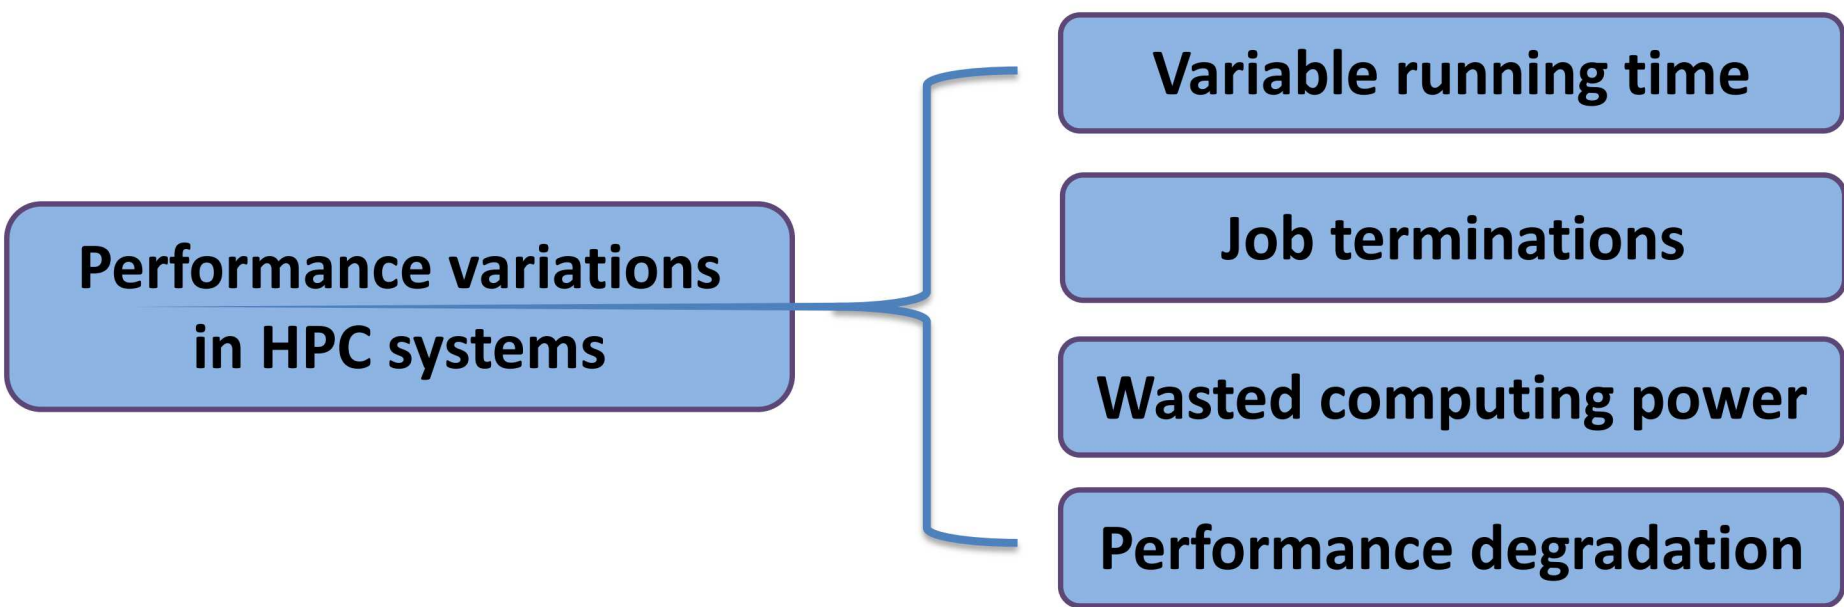 Performance variations
in HPC systems
Variable running time
Job terminations
Wasted computing power
Performance degradation